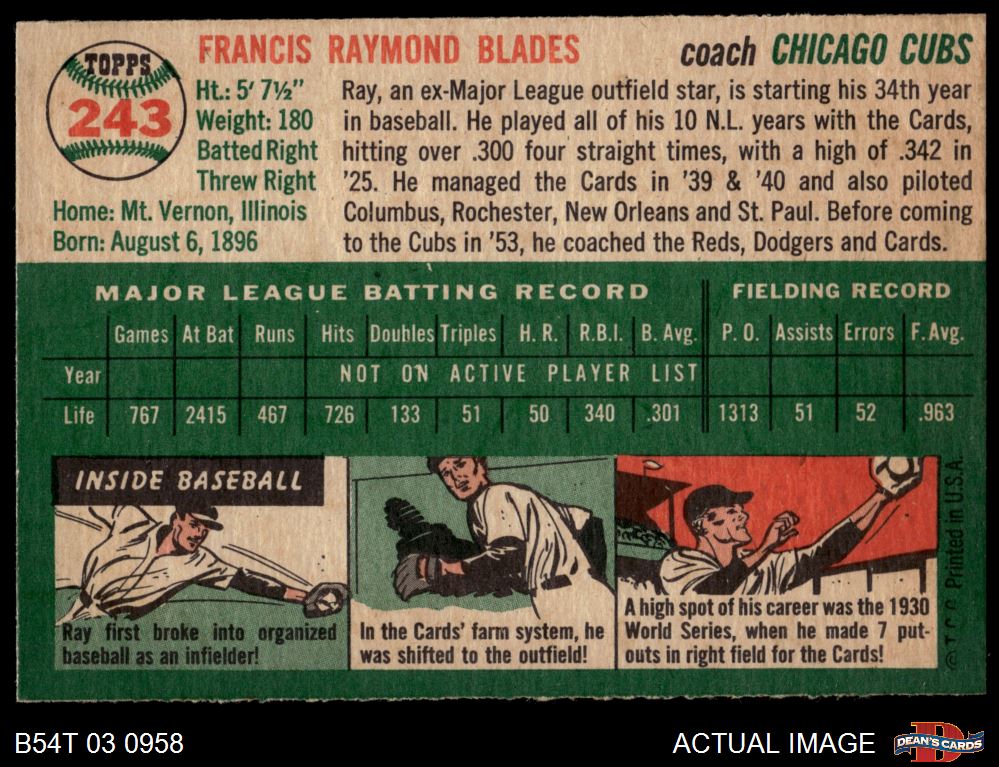 TOPPS
243
FRANCIS RAYMOND BLADES
coach CHICAGO CUBS
Ht.: 5' 7½"
Weight: 180
Batted Right
Threw Right
Home: Mt. Vernon, Illinois
Born: August 6, 1896
Ray, an ex-Major League outfield star, is starting his 34th year
in baseball. He played all of his 10 N.L. years with the Cards,
hitting over .300 four straight times, with a high of .342 in
'25. He managed the Cards in '39 & '40 and also piloted
Columbus, Rochester, New Orleans and St. Paul. Before coming
to the Cubs in '53, he coached the Reds, Dodgers and Cards.
MAJOR LEAGUE BATTING RECORD FIELDING RECORD
Games At Bat Runs Hits Doubles Triples H. R. R.B.I. B. Avg. P. O. Assists Errors F. Avg.
Year NOT ON ACTIVE PLAYER LIST
Life 767 2415 467 726 133 51 50 340 .301 1313 51 52 .963
INSIDE BASEBALL
Ray first broke into organized
baseball as an infielder!
In the Cards' farm system, he
was shifted to the outfield!
A high spot of his career was the 1930
World Series, when he made 7 put-
outs in right field for the Cards!
© T. C. G. Printed in U.S.A.
B54T 03 0958
ACTUAL IMAGE
D
DEAN'S CARDS